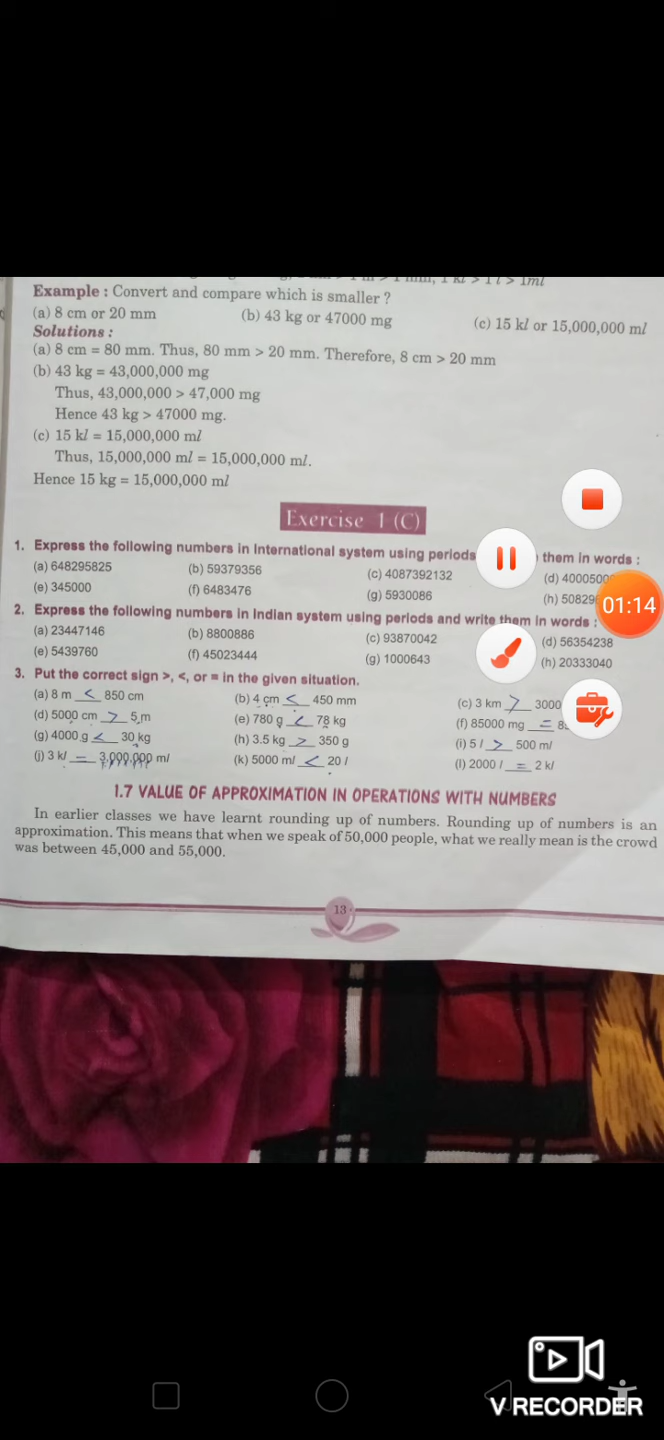 Example : Convert and compare which is smaller ?
(a) 8 cm or 20 mm (b) 43 kg or 47000 mg (c) 15 kl or 15,000,000 ml
Solutions :
(a) 8 cm = 80 mm. Thus, 80 mm > 20 mm. Therefore, 8 cm > 20 mm
(b) 43 kg = 43,000,000 mg
Thus, 43,000,000 > 47,000 mg
Hence 43 kg > 47000 mg.
(c) 15 kl = 15,000,000 ml
Thus, 15,000,000 ml = 15,000,000 ml.
Hence 15 kg = 15,000,000 ml
Exercise 1 (C)
1. Express the following numbers in International system using periods them in words :
(a) 648295825 (b) 59379356 (c) 4087392132 (d)
(e) 345000 (f) 6483476 (g) 5930086 (h)
01:14
2. Express the following numbers in Indian system using periods and write them in words :
(a) 23447146 (b) 8800886 (c) 93870042 (d) 56354238
(e) 5439760 (f) 45023444 (g) 1000643 (h) 20333040
3. Put the correct sign >, <, or = in the given situation.
(a) 8 m < 850 cm (b) 4 cm < 450 mm (c) 3 km > 3000
(d) 5000 cm > 5 m (e) 780 g < 78 kg (f) 85000 mg =
(g) 4000 g < 30 kg (h) 3.5 kg > 350 g (i) 5 l > 500 ml
(j) 3 kl = 3,000,000 ml (k) 5000 ml < 20 l (l) 2000 l = 2 kl
1.7 VALUE OF APPROXIMATION IN OPERATIONS WITH NUMBERS
In earlier classes we have learnt rounding up of numbers. Rounding up of numbers is an
approximation. This means that when we speak of 50,000 people, what we really mean is the crowd
was between 45,000 and 55,000.
13
V RECORDER